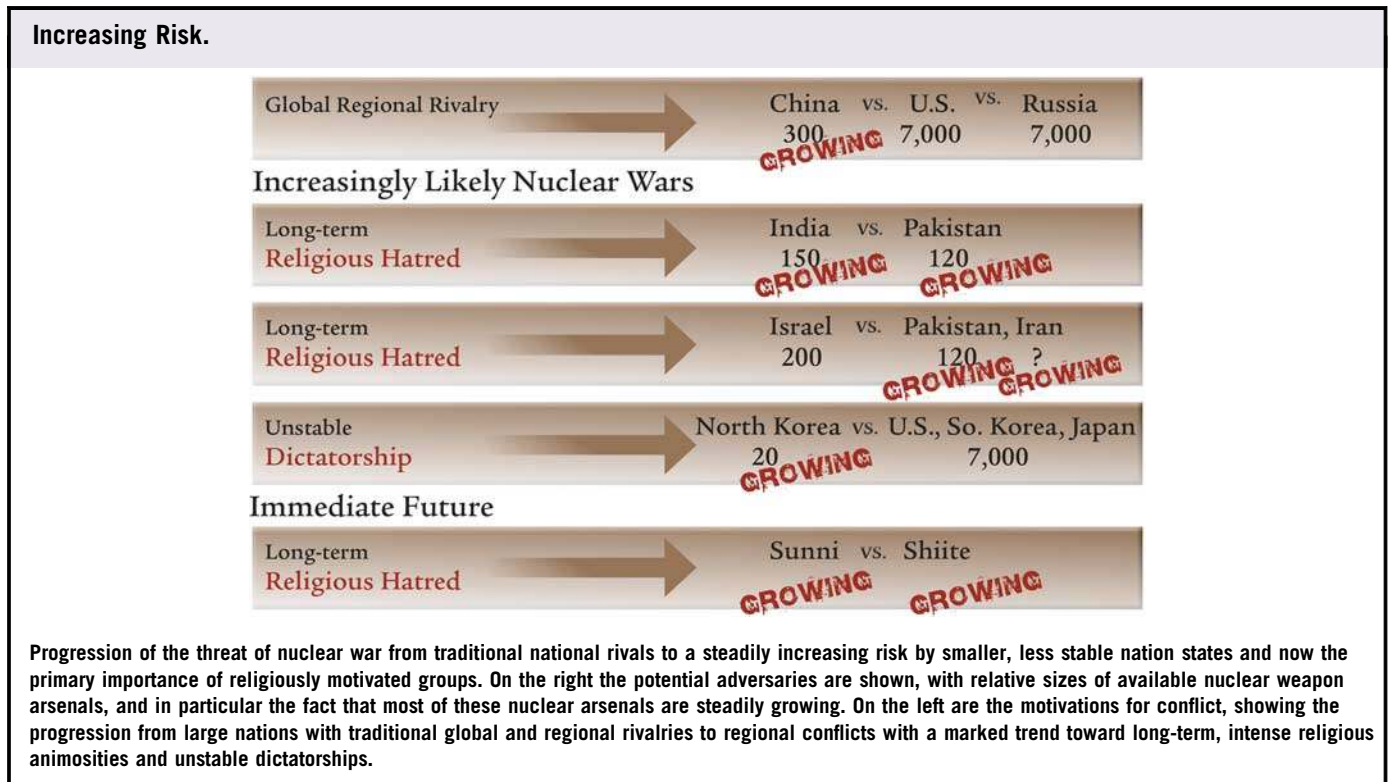 Increasing Risk.
Global Regional Rivalry
China vs. U.S. vs. Russia
300 7,000 7,000
GROWING
Increasingly Likely Nuclear Wars
Long-term
Religious Hatred
India vs. Pakistan
150 120
GROWING GROWING
Long-term
Religious Hatred
Israel vs. Pakistan, Iran
200 120 ?
GROWING GROWING
Unstable
Dictatorship
North Korea vs. U.S., So. Korea, Japan
20 7,000
GROWING
Immediate Future
Long-term
Religious Hatred
Sunni vs. Shiite
GROWING GROWING
Progression of the threat of nuclear war from traditional national rivals to a steadily increasing risk by smaller, less stable nation states and now the
primary importance of religiously motivated groups. On the right the potential adversaries are shown, with relative sizes of available nuclear weapon
arsenals, and in particular the fact that most of these nuclear arsenals are steadily growing. On the left are the motivations for conflict, showing the
progression from large nations with traditional global and regional rivalries to regional conflicts with a marked trend toward long-term, intense religious
animosities and unstable dictatorships.